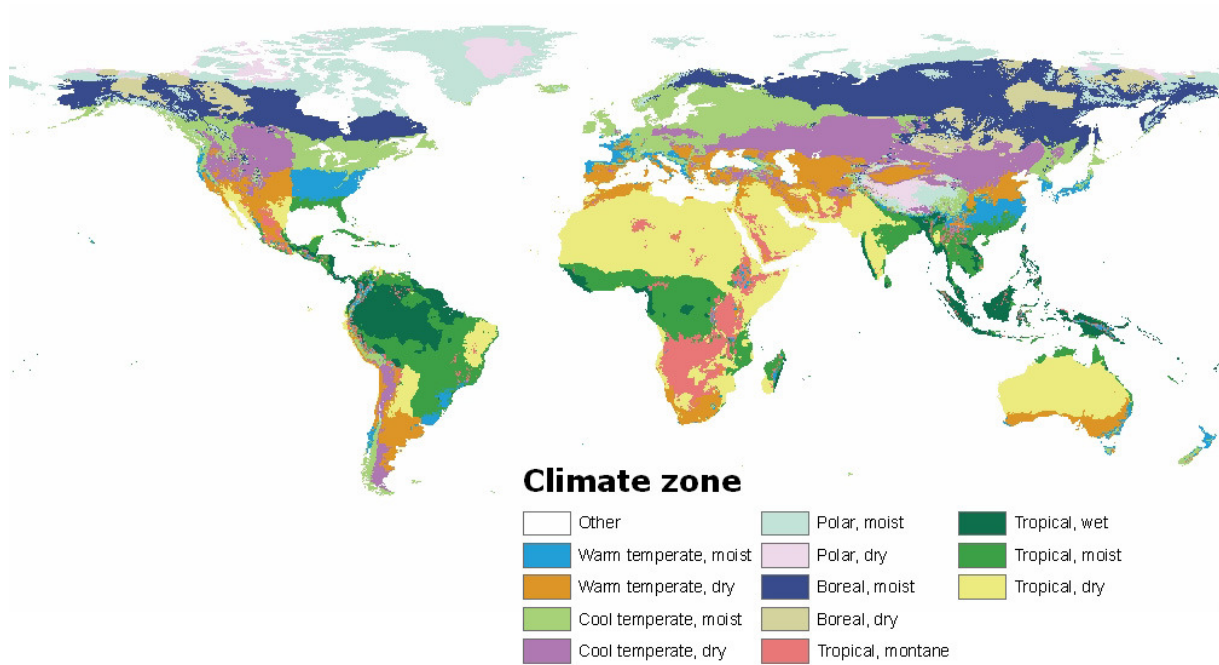 Climate zone
Other
Warm temperate, moist
Warm temperate, dry
Cool temperate, moist
Cool temperate, dry
Polar, moist
Polar, dry
Boreal, moist
Boreal, dry
Tropical, montane
Tropical, wet
Tropical, moist
Tropical, dry